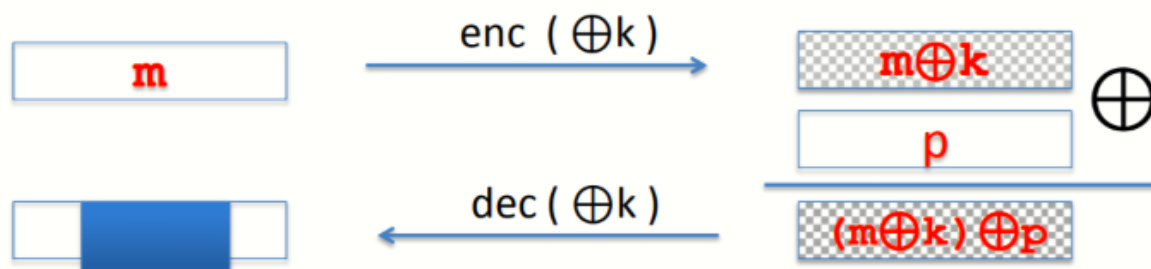 m
enc ( ⊕k )
m⊕k
p
⊕
dec ( ⊕k )
(m⊕k) ⊕p